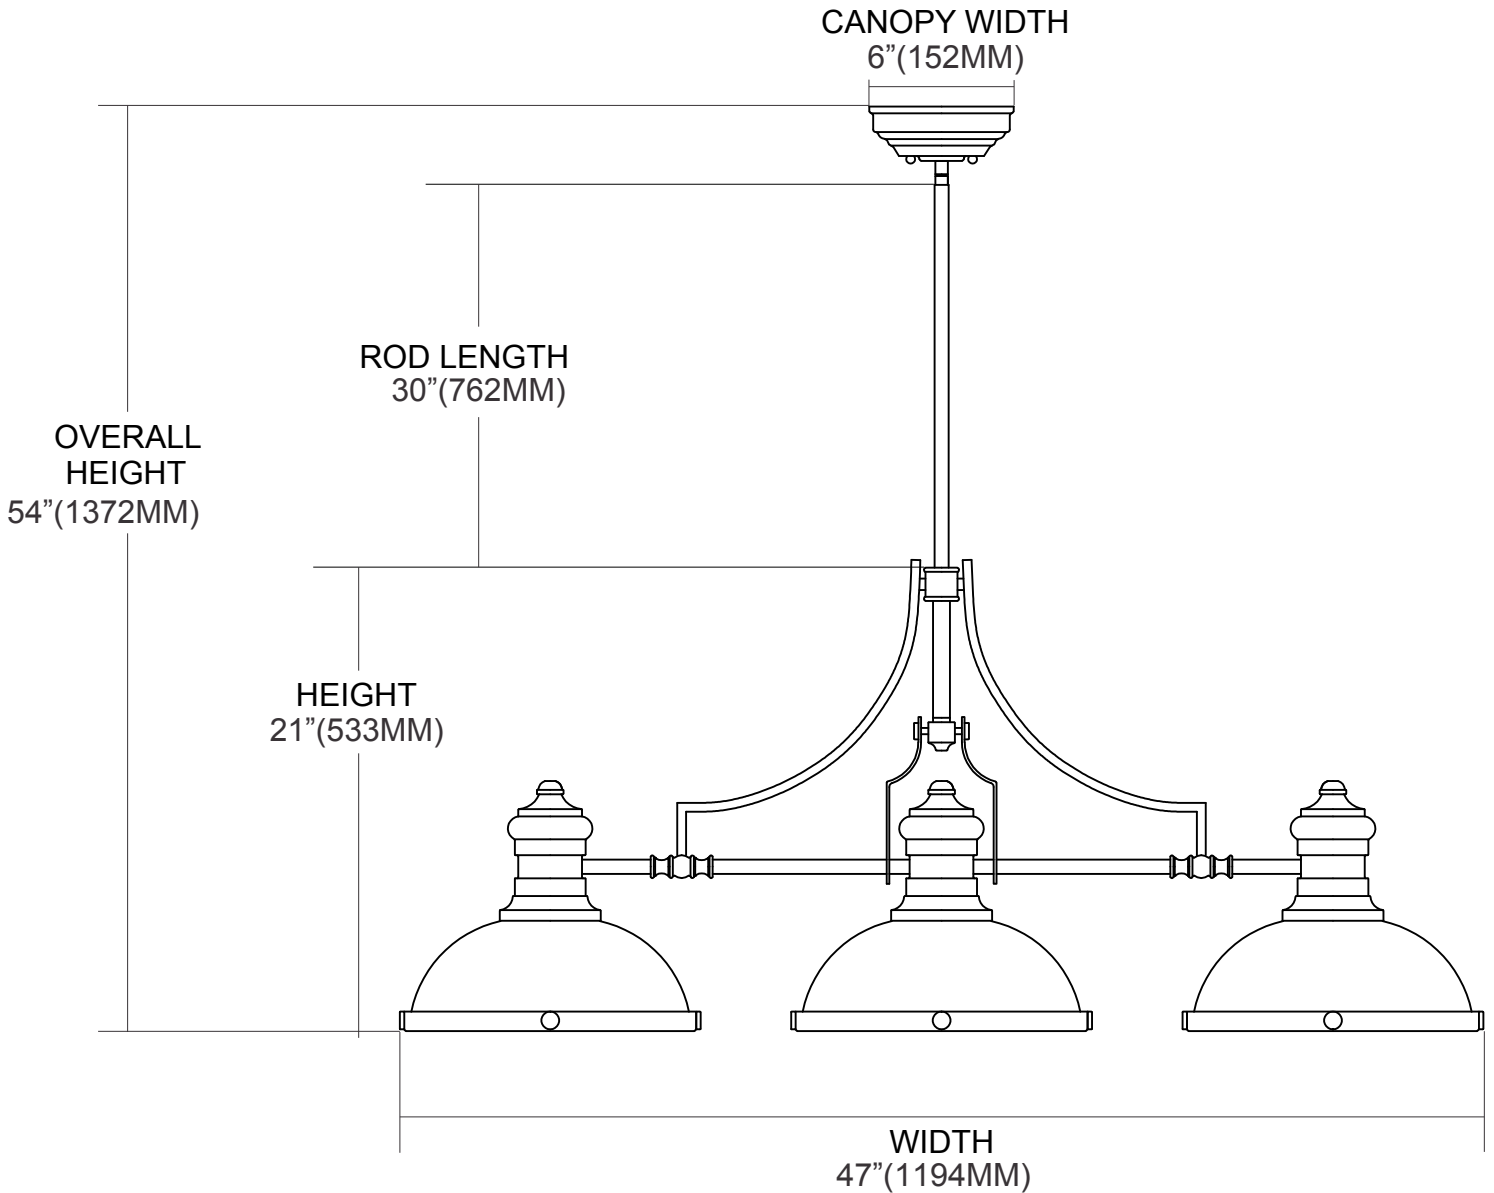 CANOPY WIDTH
6”(152MM)
ROD LENGTH
30”(762MM)
OVERALL
HEIGHT
54”(1372MM)
HEIGHT
21”(533MM)
WIDTH
47”(1194MM)